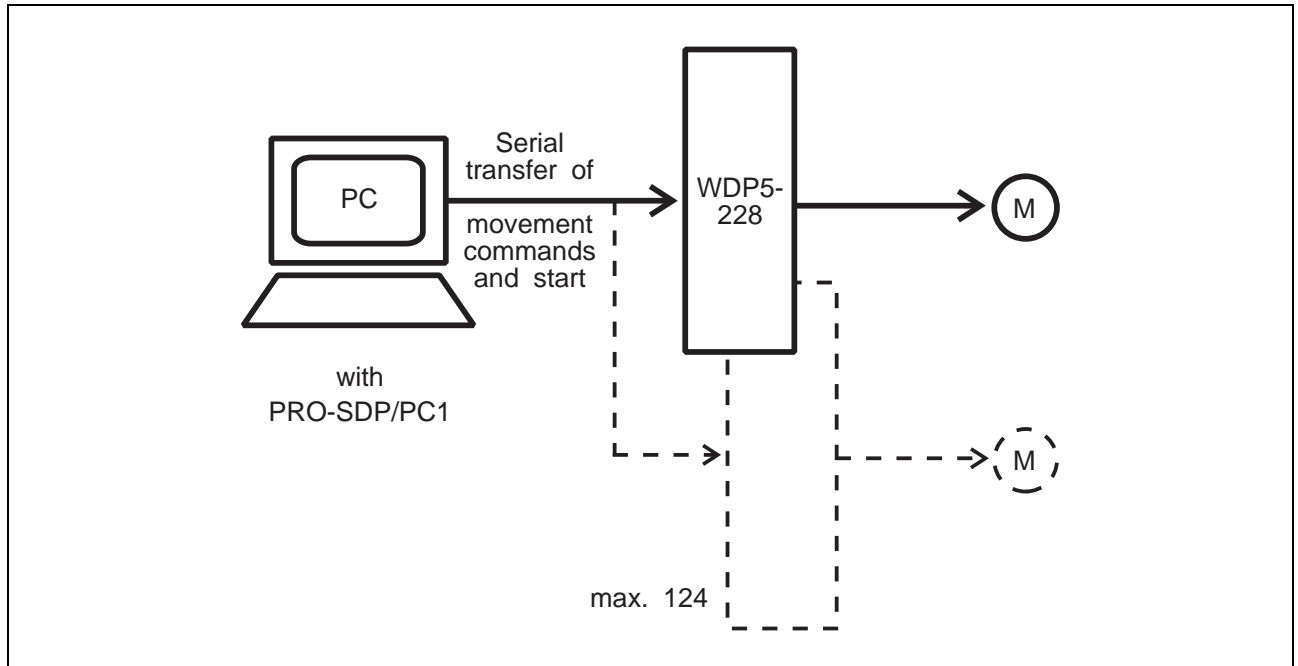 PC
Serial
transfer of
movement
commands
and start
WDP5-
228
M
with
PRO-SDP/PC1
M
max. 124